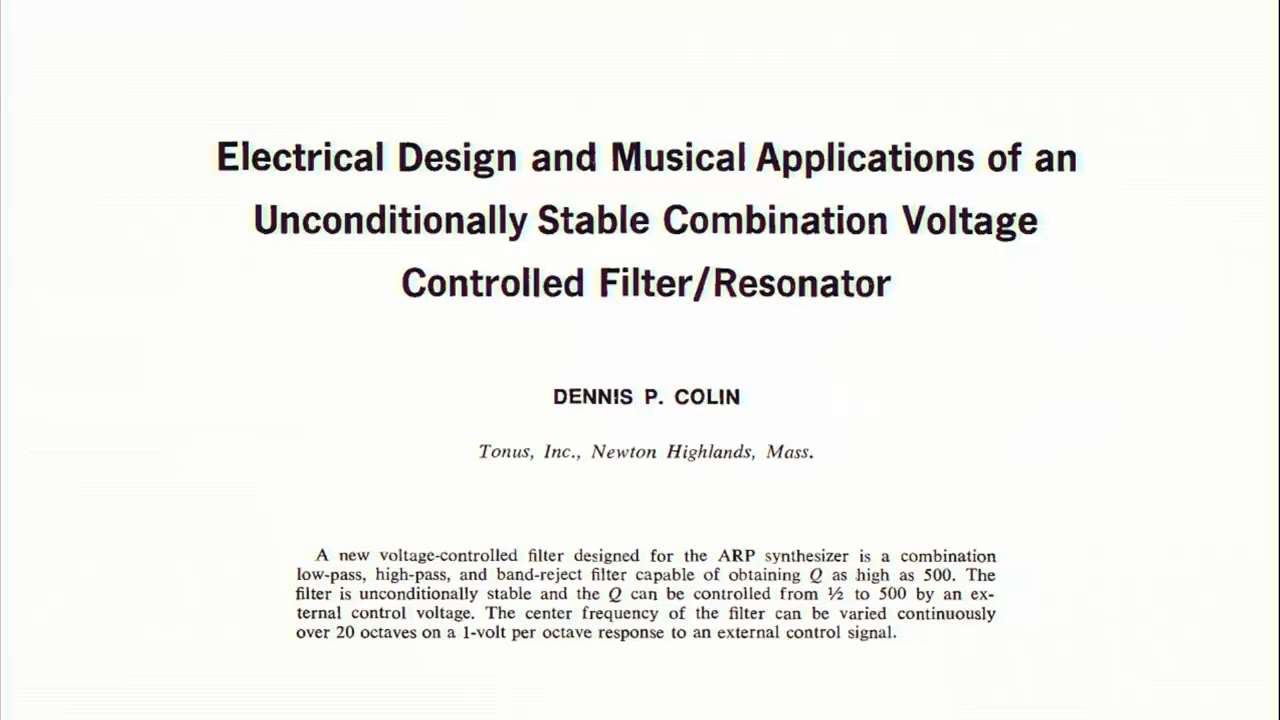 Electrical Design and Musical Applications of an
Unconditionally Stable Combination Voltage
Controlled Filter/Resonator
DENNIS P. COLIN
Tonus, Inc., Newton Highlands, Mass.
A new voltage-controlled filter designed for the ARP synthesizer is a combination
low-pass, high-pass, and band-reject filter capable of obtaining Q as high as 500. The
filter is unconditionally stable and the Q can be controlled from ½ to 500 by an ex-
ternal control voltage. The center frequency of the filter can be varied continuously
over 20 octaves on a 1-volt per octave response to an external control signal.